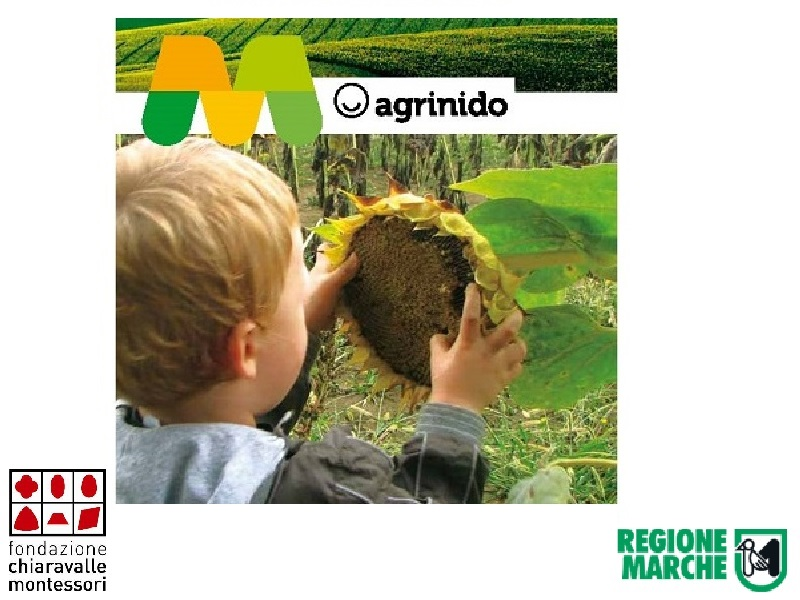 agrinido
fondazione
chiaravalle
montessori
REGIONE
MARCHE